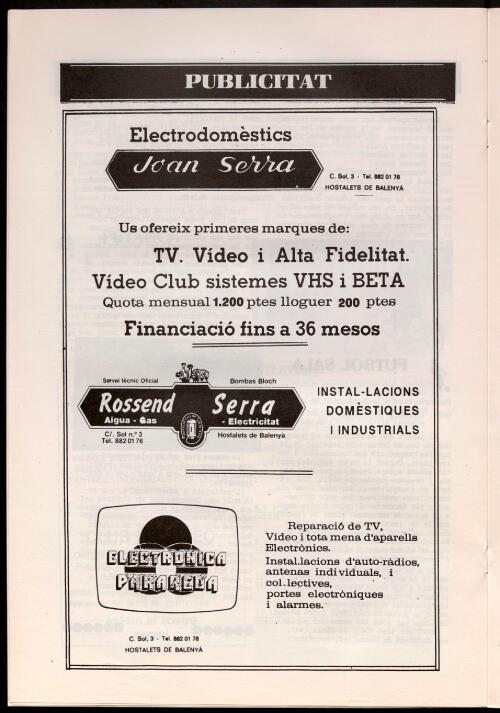 PUBLICITAT
Electrodomèstics
Joan Serra
C. Sol, 3 - Tel. 882 01 76
HOSTALETS DE BALENYÀ
Us ofereix primeres marques de:
TV. Vídeo i Alta Fidelitat.
Vídeo Club sistemes VHS i BETA
Quota mensual 1.200 ptes lloguer 200 ptes
Financiació fins a 36 mesos
Servei tècnic Oficial
Bombas Bloch
Rossend Serra
Aigua - Gas - Electricitat
C/. Sol n.º 3
Tel. 882 01 76
Hostalets de Balenyà
INSTAL-LACIONS
DOMÈSTIQUES
I INDUSTRIALS
ELECTRONICA
PARAREDA
Reparació de TV,
Vídeo i tota mena d'aparells
Electrònics.
Instal.lacions d'auto-ràdios,
antenas individuals, i
col.lectives,
portes electròniques
i alarmes.
C. Sol, 3 - Tel. 882 01 76
HOSTALETS DE BALENYÀ